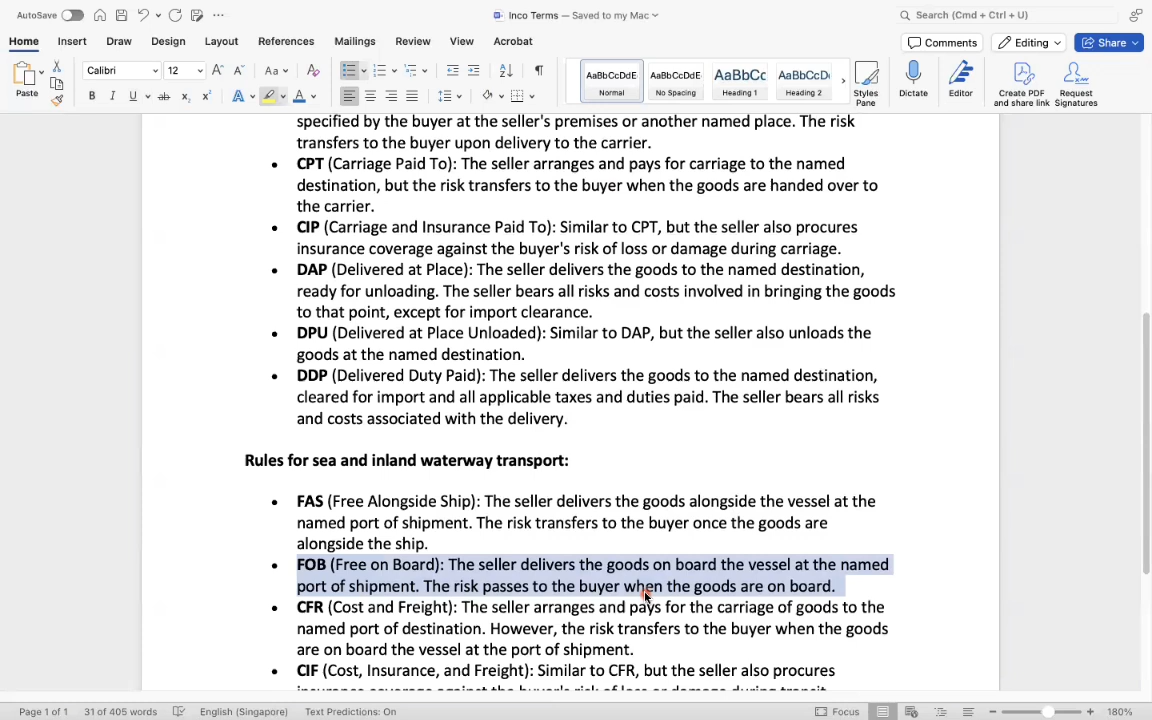 AutoSave
Inco Terms — Saved to my Mac
Search (Cmd + Ctrl + U)
Home Insert Draw Design Layout References Mailings Review View Acrobat
Comments Editing Share
Paste
Calibri 12
AaBbCcDdE AaBbCcDdE AaBbCc AaBbCcD
Normal No Spacing Heading 1 Heading 2
Styles Pane
Dictate
Editor
Create PDF and share link
Request Signatures
specified by the buyer at the seller's premises or another named place. The risk
transfers to the buyer upon delivery to the carrier.
• CPT (Carriage Paid To): The seller arranges and pays for carriage to the named
destination, but the risk transfers to the buyer when the goods are handed over to
the carrier.
• CIP (Carriage and Insurance Paid To): Similar to CPT, but the seller also procures
insurance coverage against the buyer's risk of loss or damage during carriage.
• DAP (Delivered at Place): The seller delivers the goods to the named destination,
ready for unloading. The seller bears all risks and costs involved in bringing the goods
to that point, except for import clearance.
• DPU (Delivered at Place Unloaded): Similar to DAP, but the seller also unloads the
goods at the named destination.
• DDP (Delivered Duty Paid): The seller delivers the goods to the named destination,
cleared for import and all applicable taxes and duties paid. The seller bears all risks
and costs associated with the delivery.
Rules for sea and inland waterway transport:
• FAS (Free Alongside Ship): The seller delivers the goods alongside the vessel at the
named port of shipment. The risk transfers to the buyer once the goods are
alongside the ship.
• FOB (Free on Board): The seller delivers the goods on board the vessel at the named
port of shipment. The risk passes to the buyer when the goods are on board.
• CFR (Cost and Freight): The seller arranges and pays for the carriage of goods to the
named port of destination. However, the risk transfers to the buyer when the goods
are on board the vessel at the port of shipment.
• CIF (Cost, Insurance, and Freight): Similar to CFR, but the seller also procures
insurance coverage against the buyer's risk of loss or damage during transit.
Page 1 of 1 31 of 405 words English (Singapore) Text Predictions: On Focus 180%